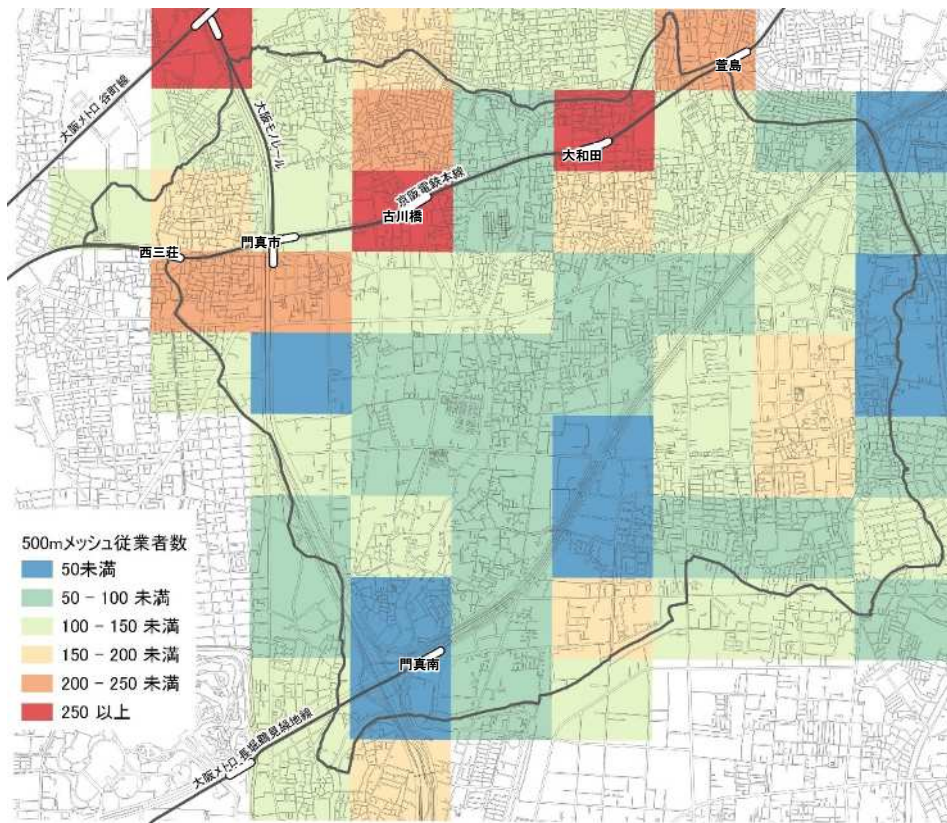 萱島
大阪メトロ 谷町線
大阪モノレール
大和田
京阪電鉄本線
古川橋
門真市
西三荘
500mメッシュ従業者数
50未満
50 - 100 未満
100 - 150 未満
150 - 200 未満
200 - 250 未満
250 以上
門真南
大阪メトロ長堀鶴見緑地線